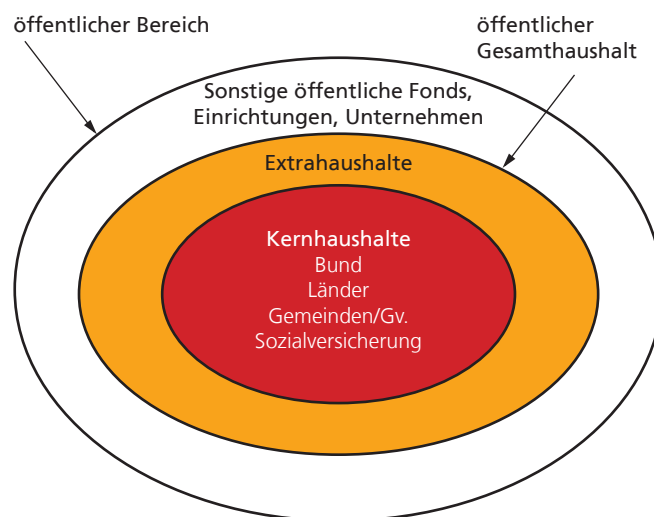 öffentlicher Bereich
öffentlicher
Gesamthaushalt
Sonstige öffentliche Fonds,
Einrichtungen, Unternehmen
Extrahaushalte
Kernhaushalte
Bund
Länder
Gemeinden/Gv.
Sozialversicherung